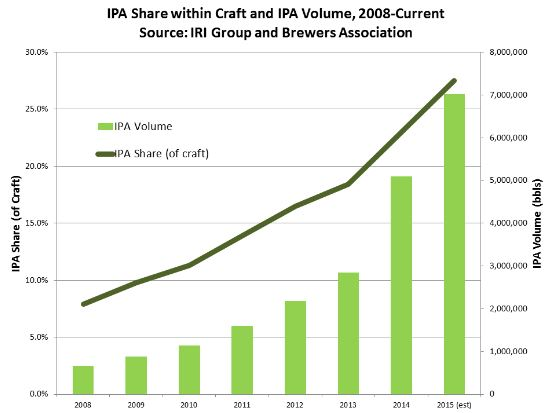 IPA Share within Craft and IPA Volume, 2008-Current
Source: IRI Group and Brewers Association
30.0%
25.0%
20.0%
15.0%
10.0%
5.0%
0.0%
IPA Share (of Craft)
IPA Volume
IPA Share (of craft)
8,000,000
7,000,000
6,000,000
5,000,000
4,000,000
3,000,000
2,000,000
1,000,000
0
IPA Volume (bbls)
2008 2009 2010 2011 2012 2013 2014 2015 (est)